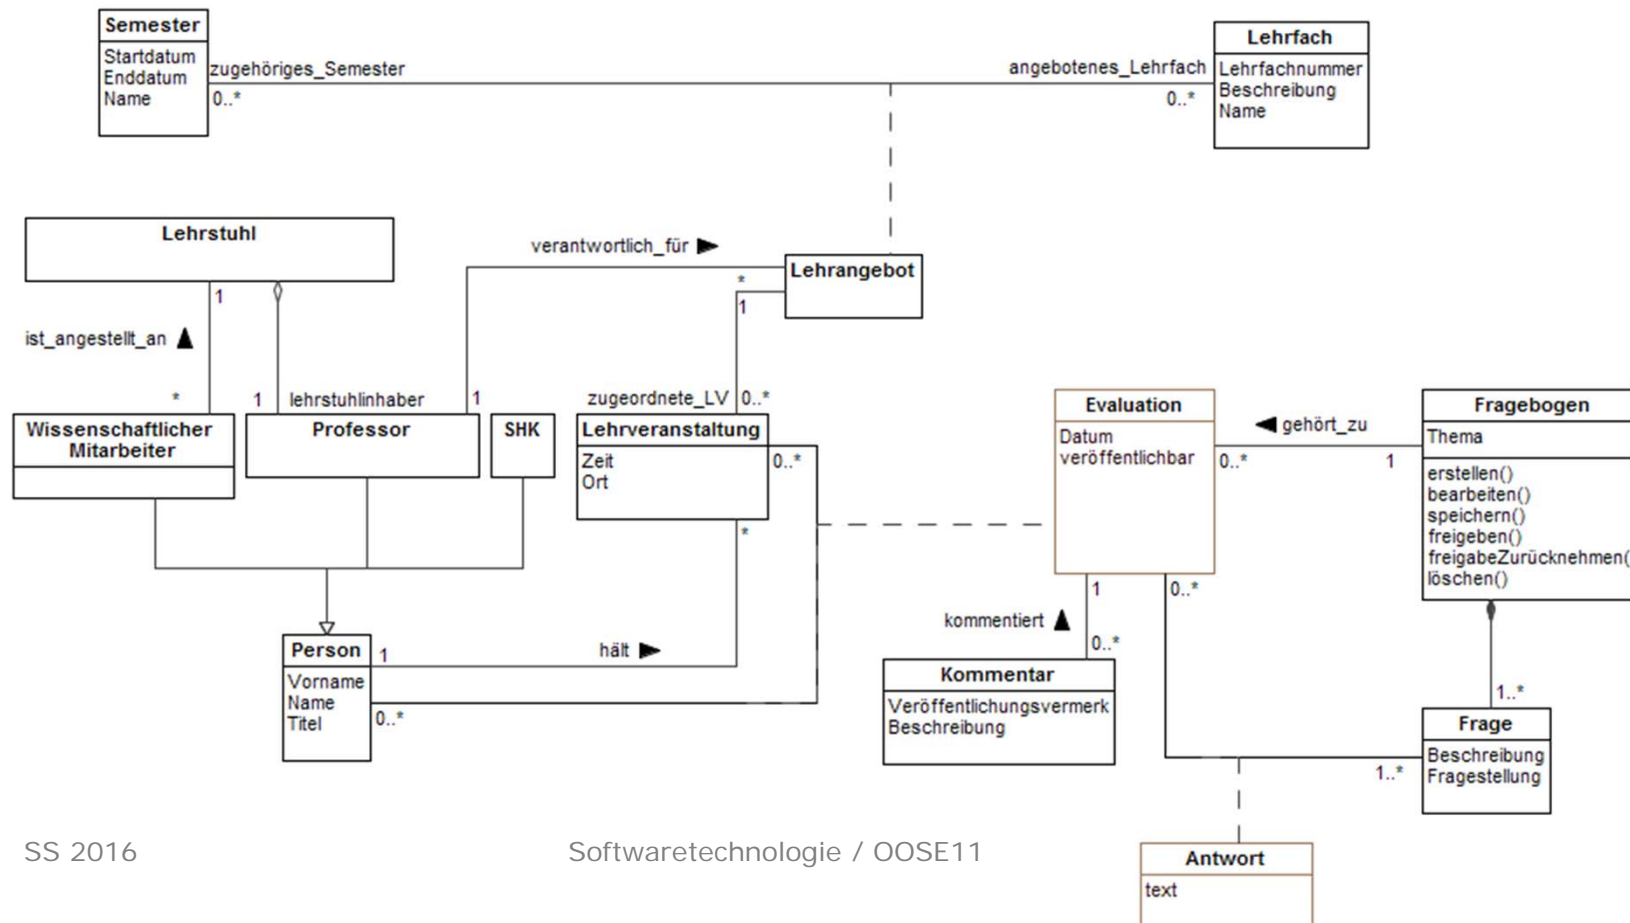 Semester
Startdatum
Enddatum
Name
zugehöriges_Semester
0..*
angebotenes_Lehrfach
0..*
Lehrfach
Lehrfachnummer
Beschreibung
Name
Lehrstuhl
1
ist_angestellt_an
*
1
lehrstuhlinhaber
verantwortlich_für
*
1
1
Lehrangebot
zugeordnete_LV
0..*
Wissenschaftlicher
Mitarbeiter
Professor
SHK
Lehrveranstaltung
Zeit
Ort
0..*
*
Evaluation
Datum
veröffentlichbar
gehört_zu
0..*
1
Fragebogen
Thema
erstellen()
bearbeiten()
speichern()
freigeben()
freigabeZurücknehmen(
löschen()
1
0..*
kommentiert
0..*
Person
Vorname
Name
Titel
1
hält
0..*
Kommentar
Veröffentlichungsvermerk
Beschreibung
1..*
Frage
Beschreibung
Fragestellung
1..*
SS 2016
Softwaretechnologie / OOSE11
Antwort
text